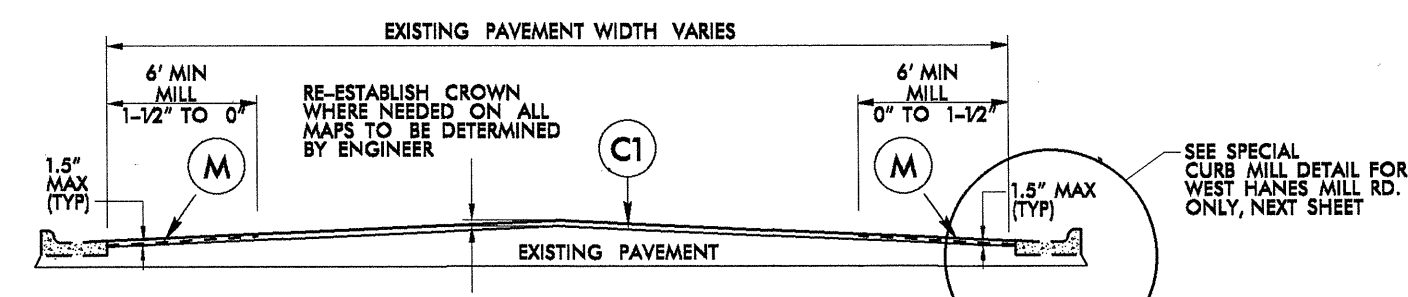 EXISTING PAVEMENT WIDTH VARIES
6' MIN
MILL
1-1/2" TO 0"
RE-ESTABLISH CROWN
WHERE NEEDED ON ALL
MAPS TO BE DETERMINED
BY ENGINEER
6' MIN
MILL
0" TO 1-1/2"
C1
M
M
1.5"
MAX
(TYP)
1.5" MAX
(TYP)
SEE SPECIAL
CURB MILL DETAIL FOR
WEST HANES MILL RD.
ONLY, NEXT SHEET
EXISTING PAVEMENT